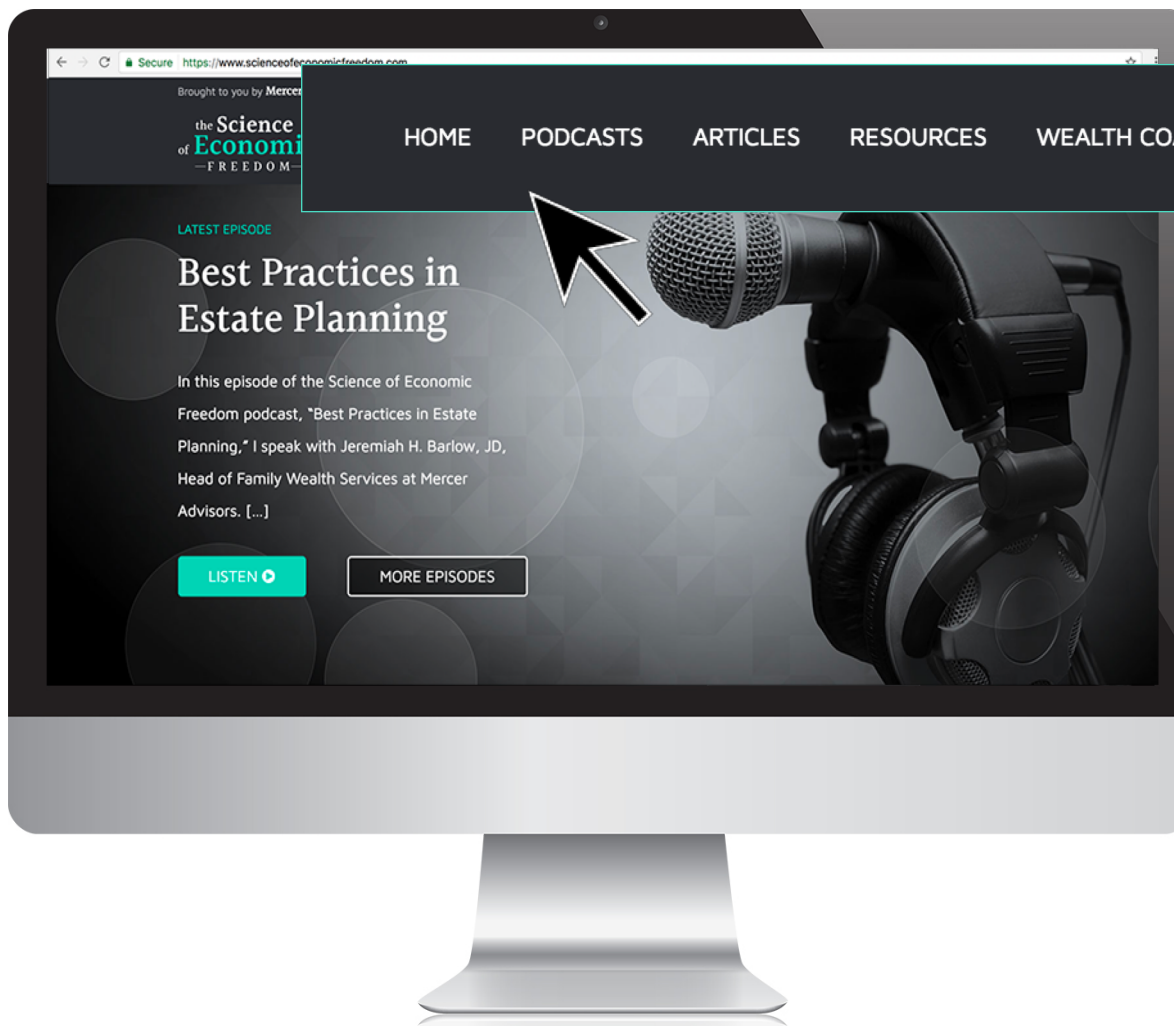 Secure https://www.scienceofeconomicfreedom.com
Brought to you by Mercer
the Science
of Economi
FREEDOM
HOME PODCASTS ARTICLES RESOURCES WEALTH CO
LATEST EPISODE
Best Practices in
Estate Planning
In this episode of the Science of Economic
Freedom podcast, “Best Practices in Estate
Planning,” I speak with Jeremiah H. Barlow, JD,
Head of Family Wealth Services at Mercer
Advisors. [...]
LISTEN
MORE EPISODES